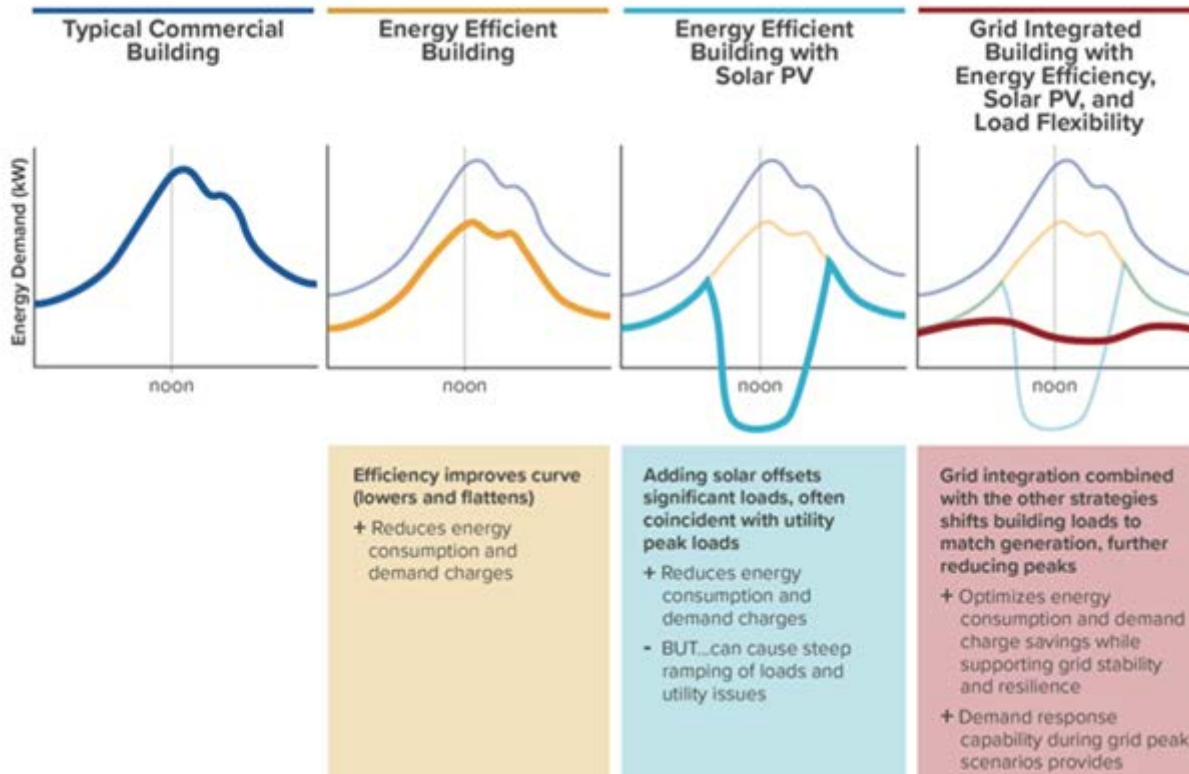 Typical Commercial
Building
Energy Efficient
Building
Energy Efficient
Building with
Solar PV
Grid Integrated
Building with
Energy Efficiency,
Solar PV, and
Load Flexibility
Energy Demand (kW)
noon
noon
noon
noon
Efficiency improves curve
(lowers and flattens)
+ Reduces energy
consumption and
demand charges
Adding solar offsets
significant loads, often
coincident with utility
peak loads
+ Reduces energy
consumption and
demand charges
- BUT...can cause steep
ramping of loads and
utility issues
Grid integration combined
with the other strategies
shifts building loads to
match generation, further
reducing peaks
+ Optimizes energy
consumption and demand
charge savings while
supporting grid stability
and resilience
+ Demand response
capability during grid peak
scenarios provides